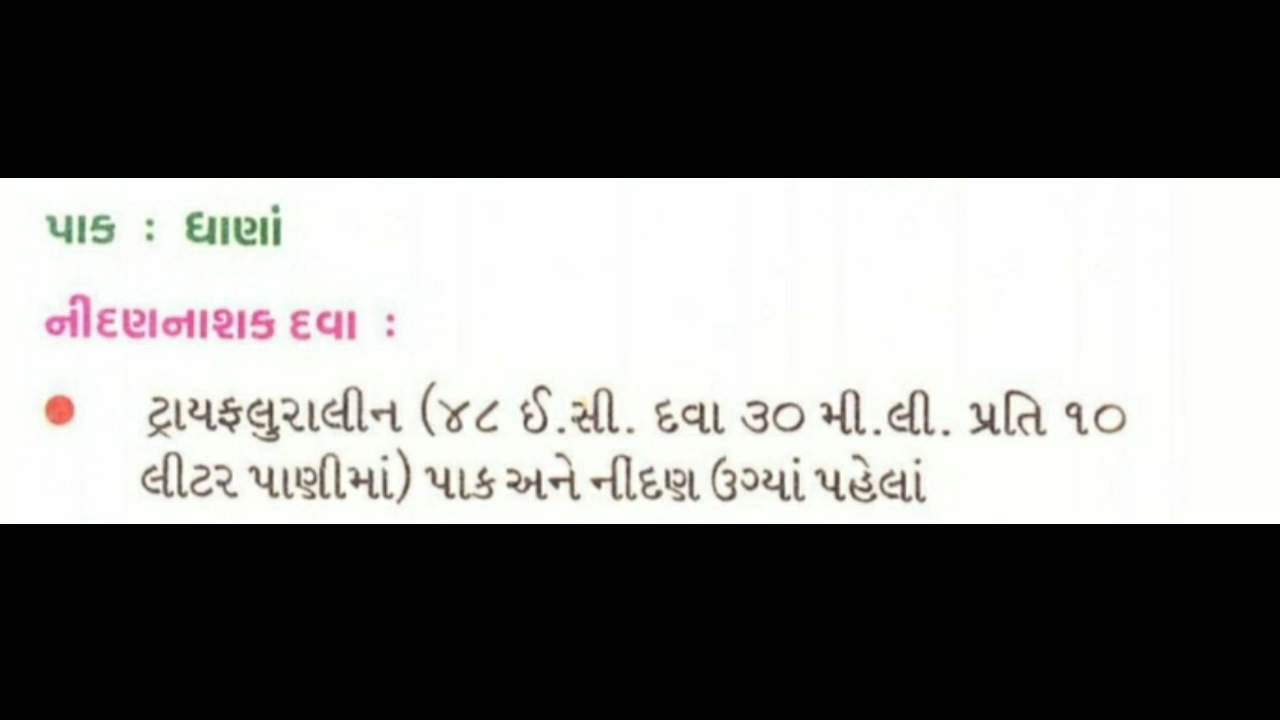 પાક : ધાણાં
નીદણનાશક દવા :
ટ્રાયફલુરાલીન (૪૮ ઈ.સી. દવા ૩૦ મી.લી. પ્રતિ ૧૦
લીટર પાણીમાં) પાક અને નીંદણ ઉગ્યાં પહેલાં